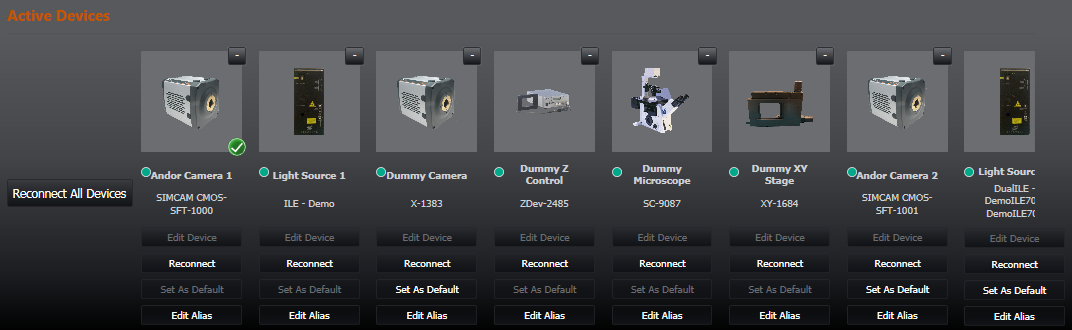 Active Devices
- - - - - - -
Andor Camera 1 Light Source 1 Dummy Camera Dummy Z Control Dummy Microscope Dummy XY Stage Andor Camera 2 Light Sourc
SIMCAM CMOS-SFT-1000 ILE - Demo X-1383 ZDev-2485 SC-9087 XY-1684 SIMCAM CMOS-SFT-1001 DualILE - DemoILE70 DemoILE70
Reconnect All Devices
Edit Device Edit Device Edit Device Edit Device Edit Device Edit Device Edit Device Edit Device
Reconnect Reconnect Reconnect Reconnect Reconnect Reconnect Reconnect Reconnect
Set As Default Set As Default Set As Default Set As Default Set As Default Set As Default Set As Default Set As Default
Edit Alias Edit Alias Edit Alias Edit Alias Edit Alias Edit Alias Edit Alias Edit Alias